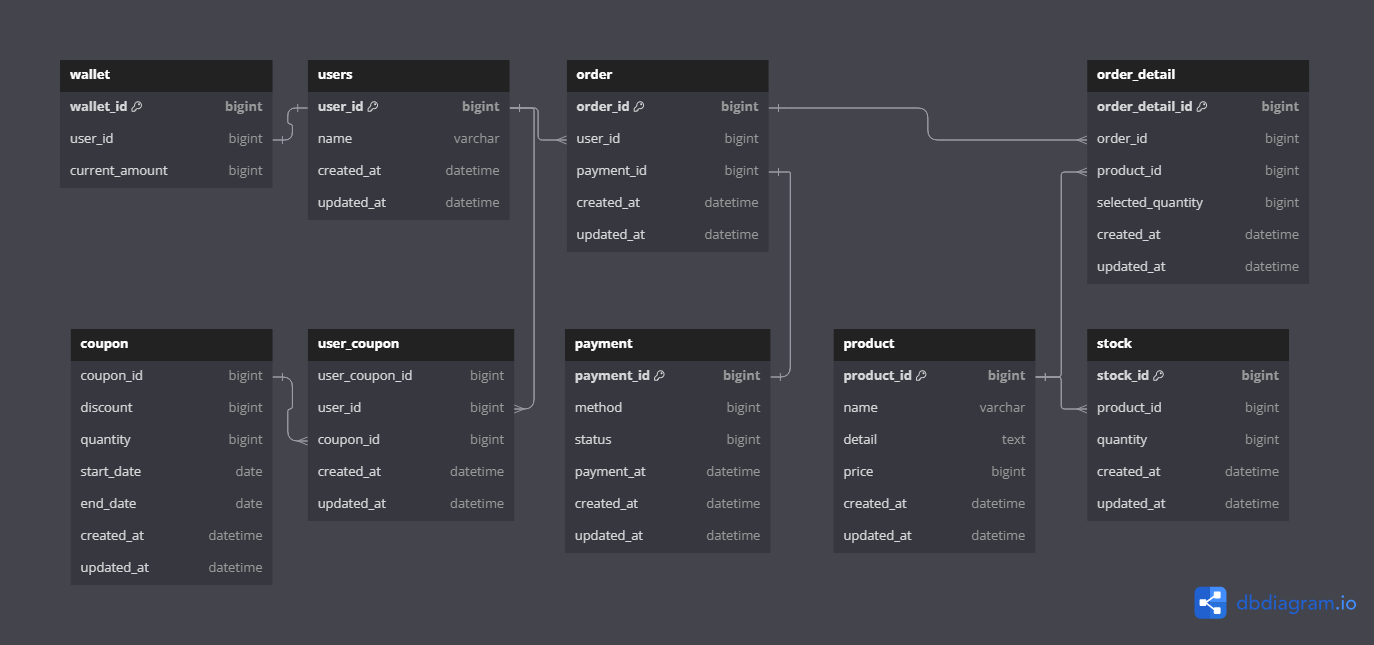 wallet
wallet_id bigint
user_id bigint
current_amount bigint
users
user_id bigint
name varchar
created_at datetime
updated_at datetime
order
order_id bigint
user_id bigint
payment_id bigint
created_at datetime
updated_at datetime
order_detail
order_detail_id bigint
order_id bigint
product_id bigint
selected_quantity bigint
created_at datetime
updated_at datetime
coupon
coupon_id bigint
discount bigint
quantity bigint
start_date date
end_date date
created_at datetime
updated_at datetime
user_coupon
user_coupon_id bigint
user_id bigint
coupon_id bigint
created_at datetime
updated_at datetime
payment
payment_id bigint
method bigint
status bigint
payment_at datetime
created_at datetime
updated_at datetime
product
product_id bigint
name varchar
detail text
price bigint
created_at datetime
updated_at datetime
stock
stock_id bigint
product_id bigint
quantity bigint
created_at datetime
updated_at datetime
dbdiagram.io